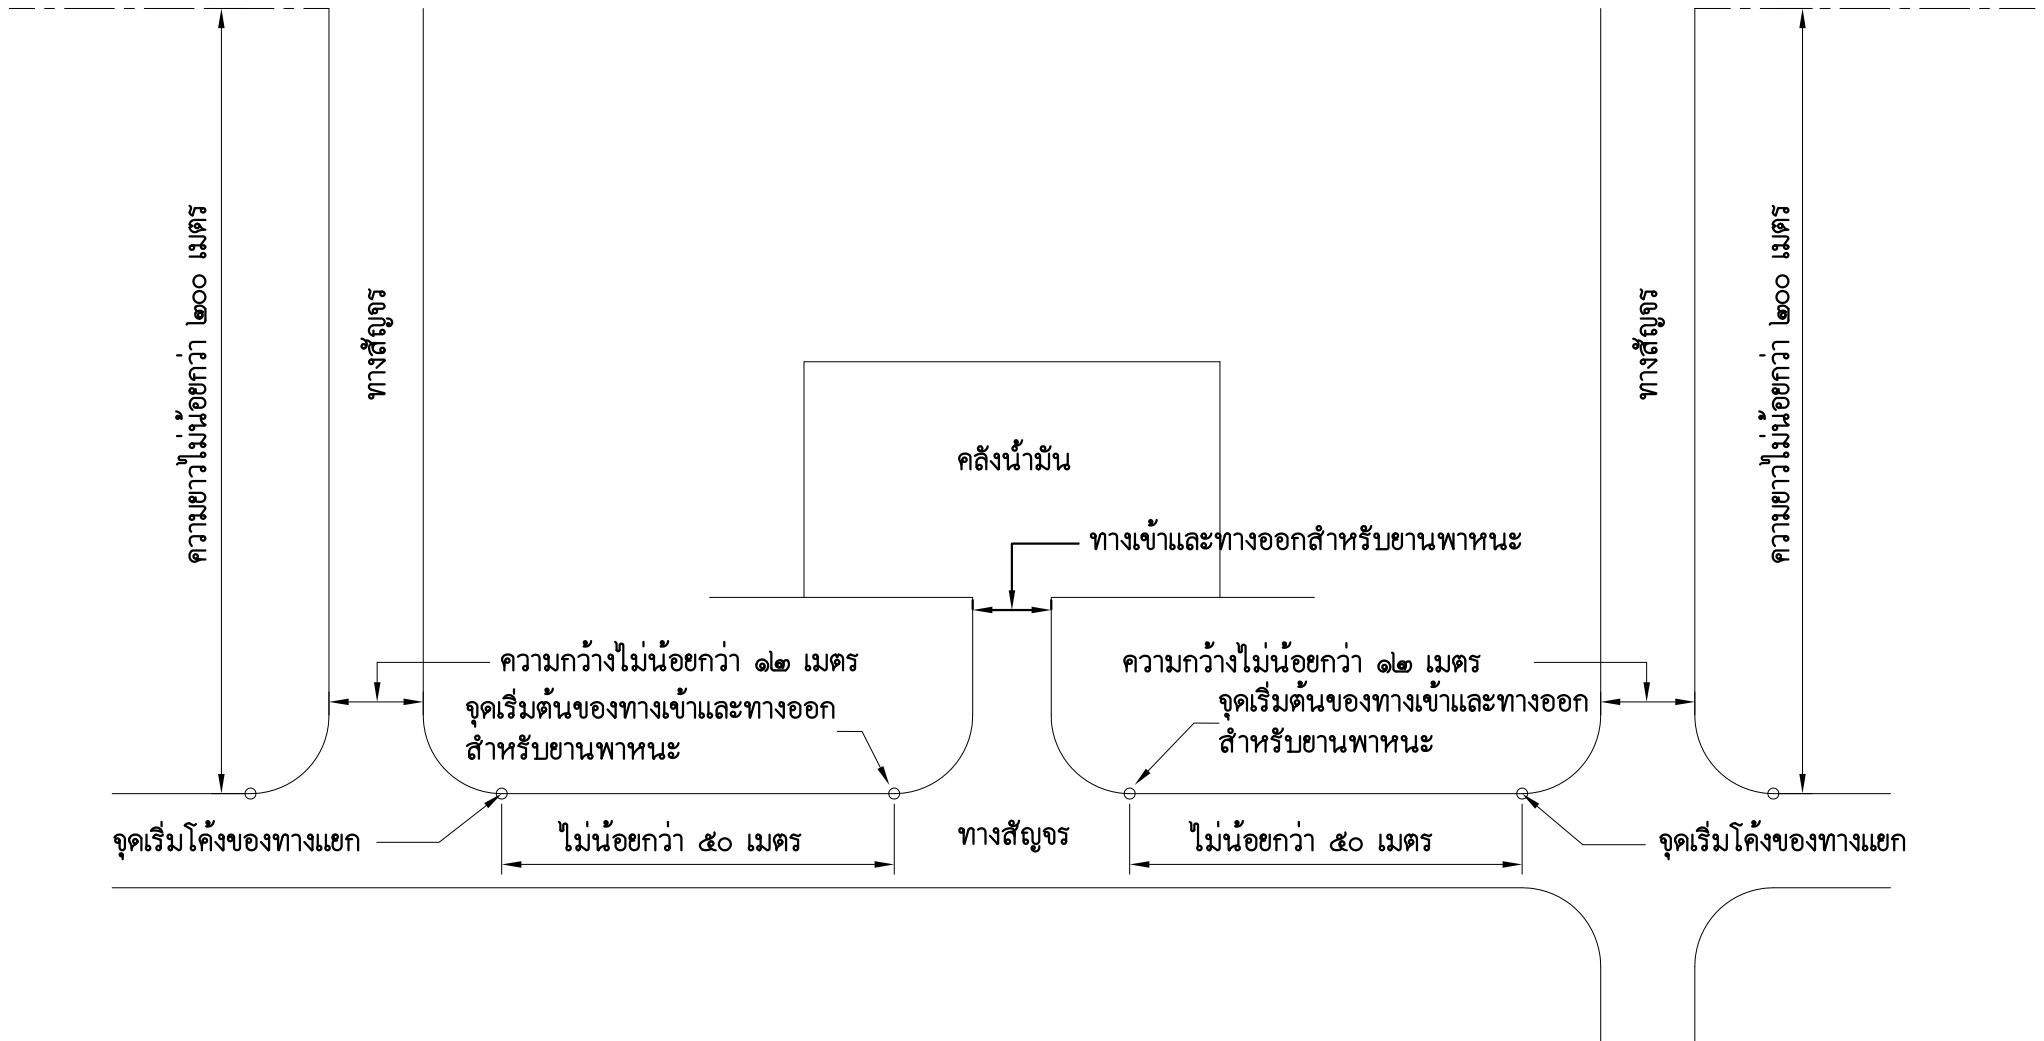 ความยาวไม่น้อยกว่า ๒๐๐ เมตร
ทางสัญจร
ทางสัญจร
ความยาวไม่น้อยกว่า ๒๐๐ เมตร
คลังน้ำมัน
ทางเข้าและทางออกสำหรับยานพาหนะ
ความกว้างไม่น้อยกว่า ๑๒ เมตร
ความกว้างไม่น้อยกว่า ๑๒ เมตร
จุดเริ่มต้นของทางเข้าและทางออก
สำหรับยานพาหนะ
จุดเริ่มต้นของทางเข้าและทางออก
สำหรับยานพาหนะ
จุดเริ่มโค้งของทางแยก
ไม่น้อยกว่า ๕๐ เมตร
ทางสัญจร
ไม่น้อยกว่า ๕๐ เมตร
จุดเริ่มโค้งของทางแยก